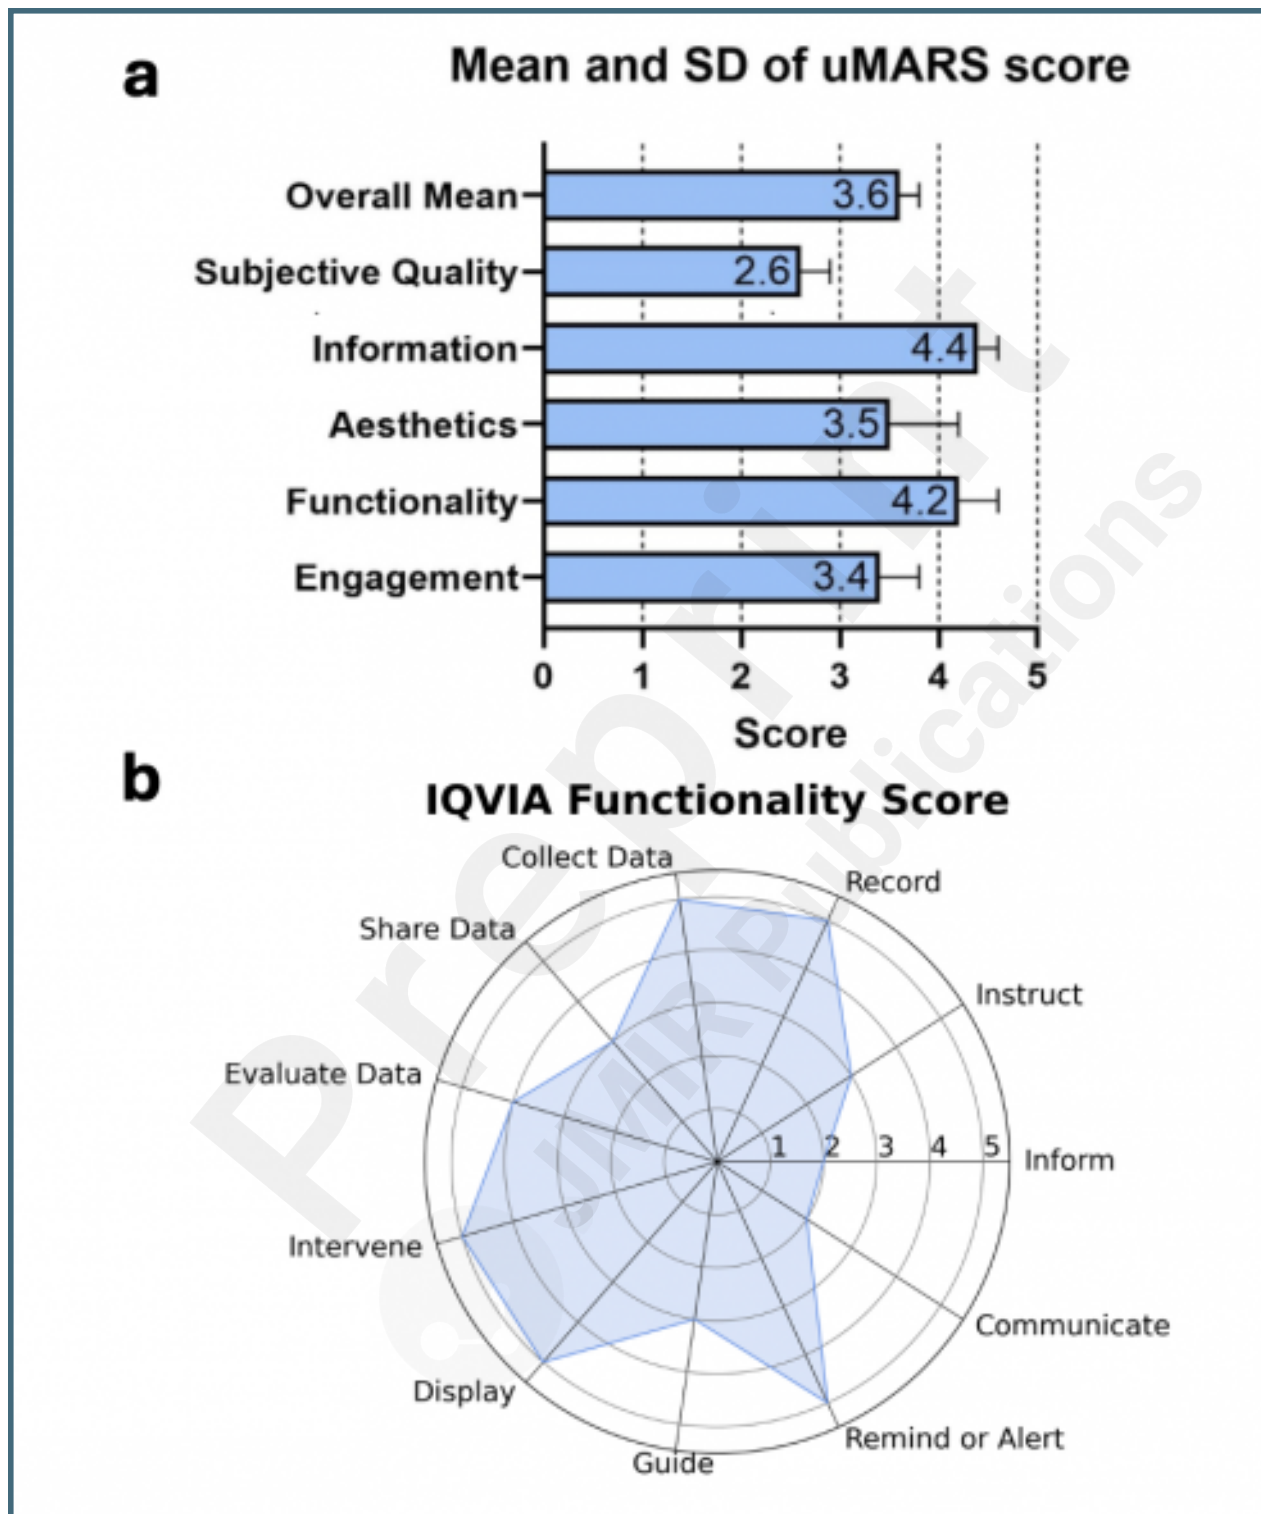 a
Mean and SD of uMARS score
Overall Mean
3.6
Subjective Quality
2.6
Information
4.4
Aesthetics
3.5
Functionality
4.2
Engagement
3.4
0 1 2 3 4 5
Score
b
IQVIA Functionality Score
Collect Data
Record
Share Data
Instruct
Evaluate Data
1 2 3 4 5
Inform
Intervene
Communicate
Display
Remind or Alert
Guide
Preprint
JMIR Publications